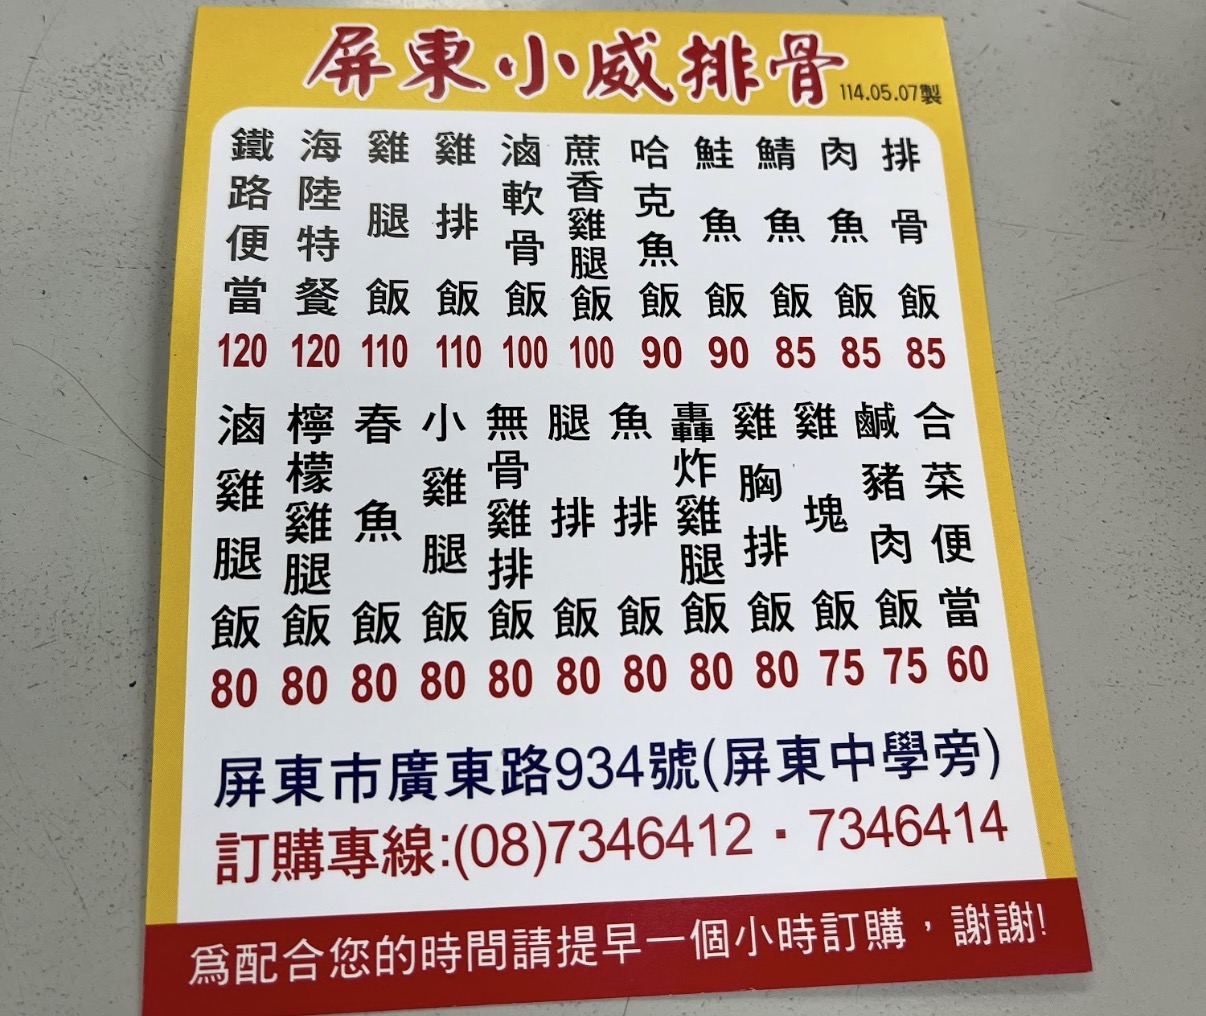 屏東小威排骨
114.05.07製
鐵路便當 120
海陸特餐 120
雞腿飯 110
雞排飯 110
滷軟骨飯 100
蔗香雞腿飯 100
哈克魚飯 90
鮭魚飯 90
鯖魚飯 85
肉魚飯 85
排骨飯 85
滷雞腿飯 80
檸檬雞腿飯 80
春魚飯 80
小雞腿飯 80
無骨雞排飯 80
腿排飯 80
魚排飯 80
轟炸雞腿飯 80
雞胸排飯 80
雞塊飯 75
鹹豬肉飯 75
合菜便當 60
屏東市廣東路934號(屏東中學旁)
訂購專線:(08)7346412・7346414
為配合您的時間請提早一個小時訂購，謝謝!